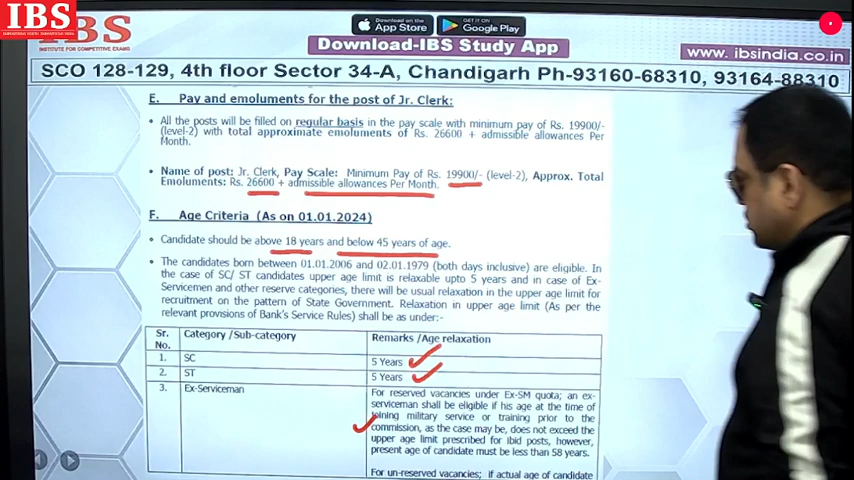 IBS
INSTITUTE FOR COMPETITIVE EXAMS
Download on the
App Store
GET IT ON
Google Play
Download-IBS Study App
www. ibsindia.co.in
SCO 128-129, 4th floor Sector 34-A, Chandigarh Ph-93160-68310, 93164-88310
E. Pay and emoluments for the post of Jr. Clerk:
• All the posts will be filled on regular basis in the pay scale with minimum pay of Rs. 19900/-
(level-2) with total approximate emoluments of Rs. 26600 + admissible allowances Per
Month.
• Name of post: Jr. Clerk, Pay Scale: Minimum Pay of Rs. 19900/- (level-2), Approx. Total
Emoluments: Rs. 26600 + admissible allowances Per Month.
F. Age Criteria (As on 01.01.2024)
• Candidate should be above 18 years and below 45 years of age.
• The candidates born between 01.01.2006 and 02.01.1979 (both days inclusive) are eligible. In
the case of SC/ ST candidates upper age limit is relaxable upto 5 years and in case of Ex-
Servicemen and other reserve categories, there will be usual relaxation in the upper age limit for
recruitment on the pattern of State Government. Relaxation in upper age limit (As per the
relevant provisions of Bank's Service Rules) shall be as under:-
Sr. No. Category /Sub-category Remarks /Age relaxation
1. SC 5 Years
2. ST 5 Years
3. Ex-Serviceman For reserved vacancies under Ex-SM quota; an ex-
serviceman shall be eligible if his age at the time of
joining military service or training prior to the
commission, as the case may be, does not exceed the
upper age limit prescribed for ibid posts, however,
present age of candidate must be less than 58 years.
For un-reserved vacancies; if actual age of candidate